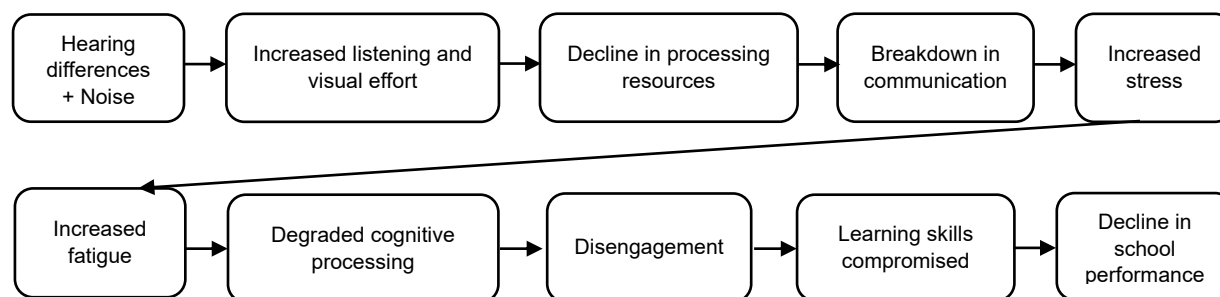 Hearing
differences
+ Noise
Increased listening and
visual effort
Decline in processing
resources
Breakdown in
communication
Increased
stress
Increased
fatigue
Degraded cognitive
processing
Disengagement
Learning skills
compromised
Decline in
school
performance